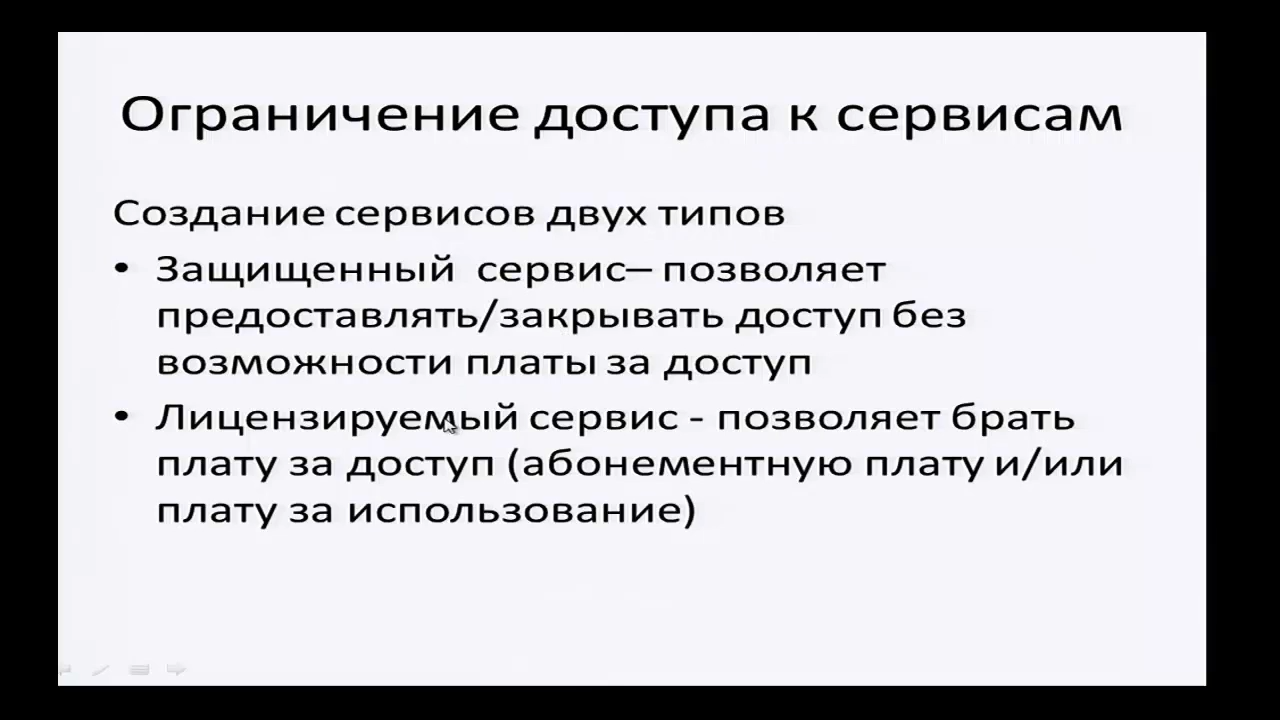 Ограничение доступа к сервисам
Создание сервисов двух типов
• Защищенный сервис– позволяет
предоставлять/закрывать доступ без
возможности платы за доступ
• Лицензируемый сервис - позволяет брать
плату за доступ (абонементную плату и/или
плату за использование)